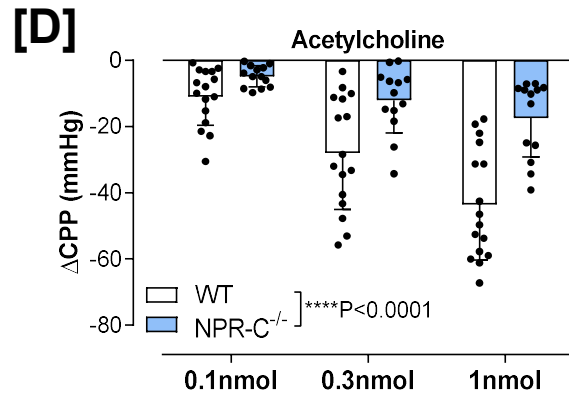 [D]
Acetylcholine
ΔCPP (mmHg)
0
-20
-40
-60
-80
WT
NPR-C-/-
****P<0.0001
0.1nmol 0.3nmol 1nmol